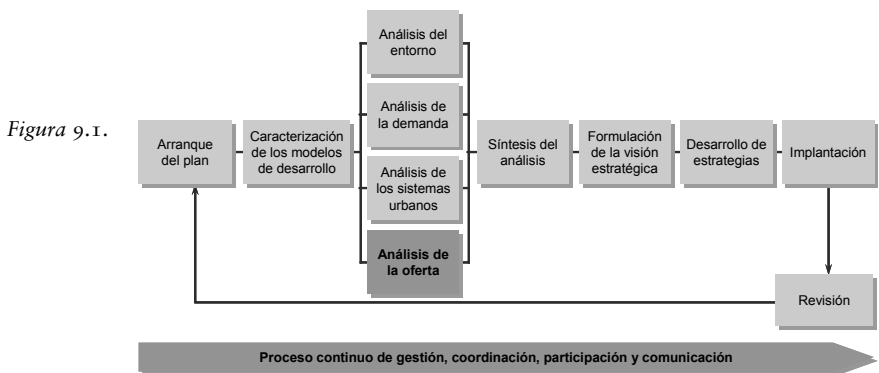 Figura 9.1.
Arranque
del plan
Caracterización
de los modelos
de desarrollo
Análisis del
entorno
Análisis de
la demanda
Análisis de
los sistemas
urbanos
Análisis de
la oferta
Síntesis del
análisis
Formulación
de la visión
estratégica
Desarrollo de
estrategias
Implantación
Revisión
Proceso continuo de gestión, coordinación, participación y comunicación